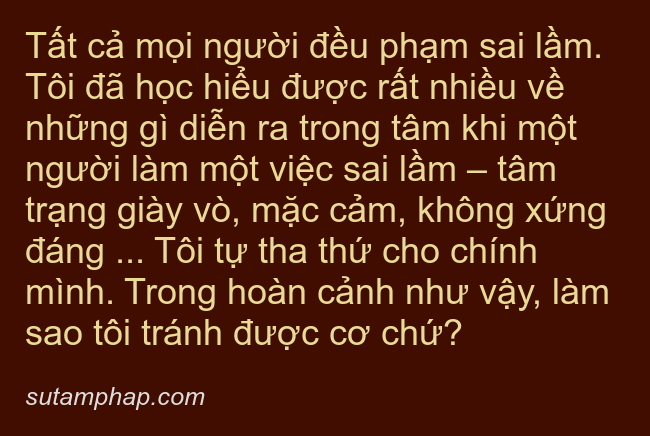 Tất cả mọi người đều phạm sai lầm.
Tôi đã học hiểu được rất nhiều về
những gì diễn ra trong tâm khi một
người làm một việc sai lầm – tâm
trạng giày vò, mặc cảm, không xứng
đáng ... Tôi tự tha thứ cho chính
mình. Trong hoàn cảnh như vậy, làm
sao tôi tránh được cơ chứ?
sutamphap.com